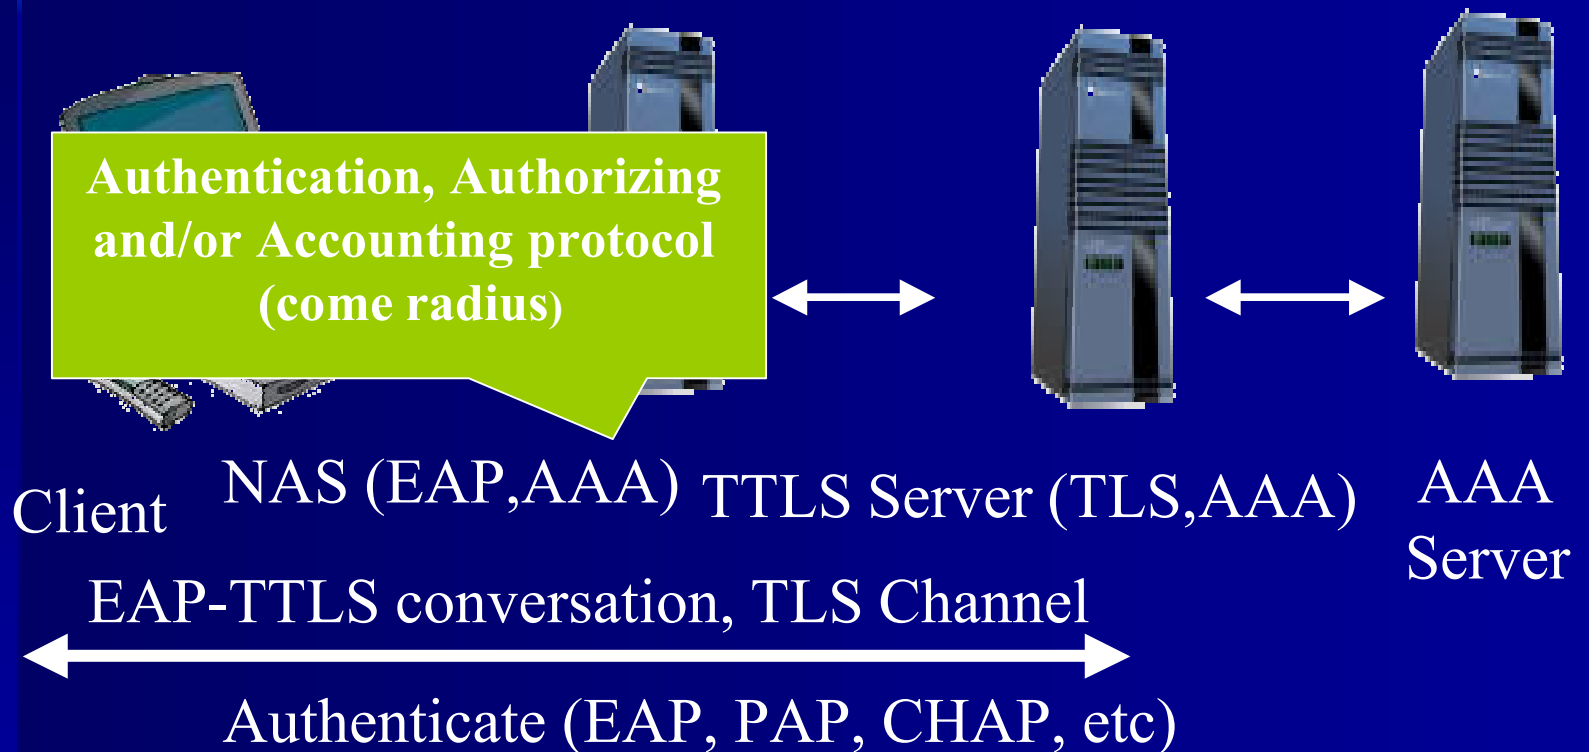 Authentication, Authorizing
and/or Accounting protocol
(come radius)
Client
NAS (EAP,AAA)
TTLS Server (TLS,AAA)
AAA
Server
EAP-TTLS conversation, TLS Channel
Authenticate (EAP, PAP, CHAP, etc)